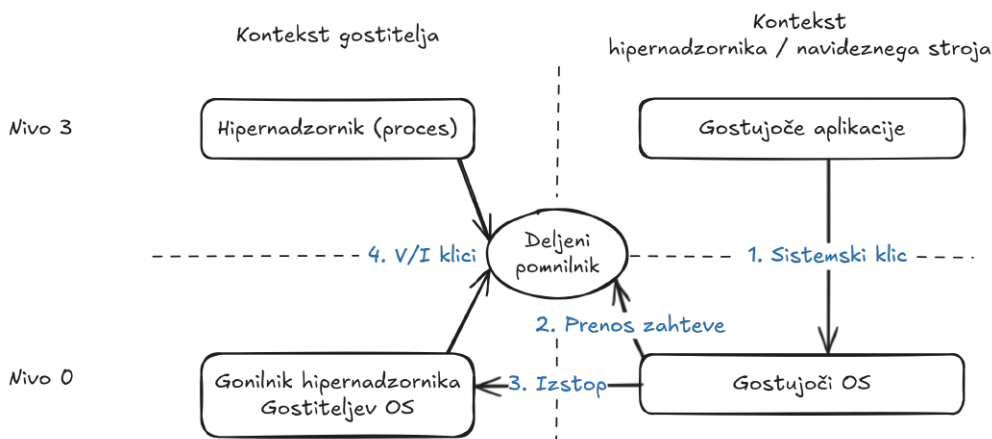 Kontekst gostitelja
Kontekst
hipernadzornika / navideznega stroja
Nivo 3
Hipernadzornik (proces)
Gostujoče aplikacije
4. V/I klici
Deljeni
pomnilnik
1. Sistemski klic
2. Prenos zahteve
Nivo 0
Gonilnik hipernadzornika
Gostiteljev OS
3. Izstop
Gostujoči OS